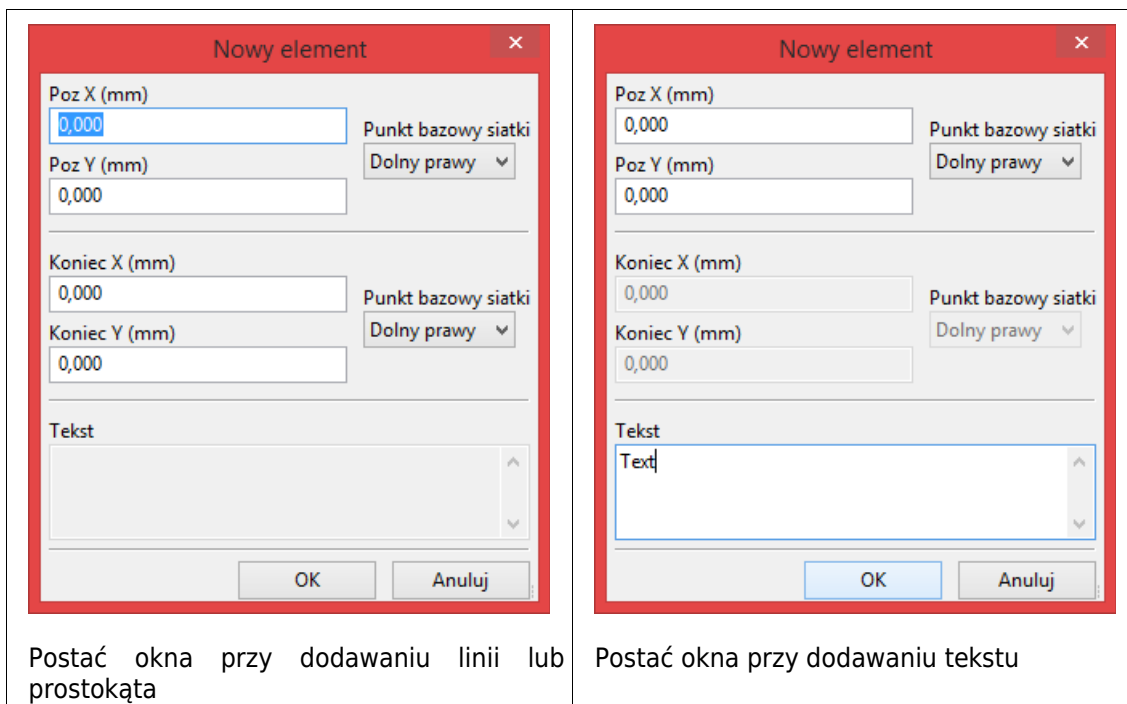 Nowy element
Poz X (mm)
0,000
Punkt bazowy siatki
Poz Y (mm)
Dolny prawy
0,000
Koniec X (mm)
0,000
Punkt bazowy siatki
Koniec Y (mm)
Dolny prawy
0,000
Tekst
OK
Anuluj
Postać okna przy dodawaniu linii lub
prostokąta
Nowy element
Poz X (mm)
0,000
Punkt bazowy siatki
Poz Y (mm)
Dolny prawy
0,000
Koniec X (mm)
0,000
Punkt bazowy siatki
Koniec Y (mm)
Dolny prawy
0,000
Tekst
Text
OK
Anuluj
Postać okna przy dodawaniu tekstu